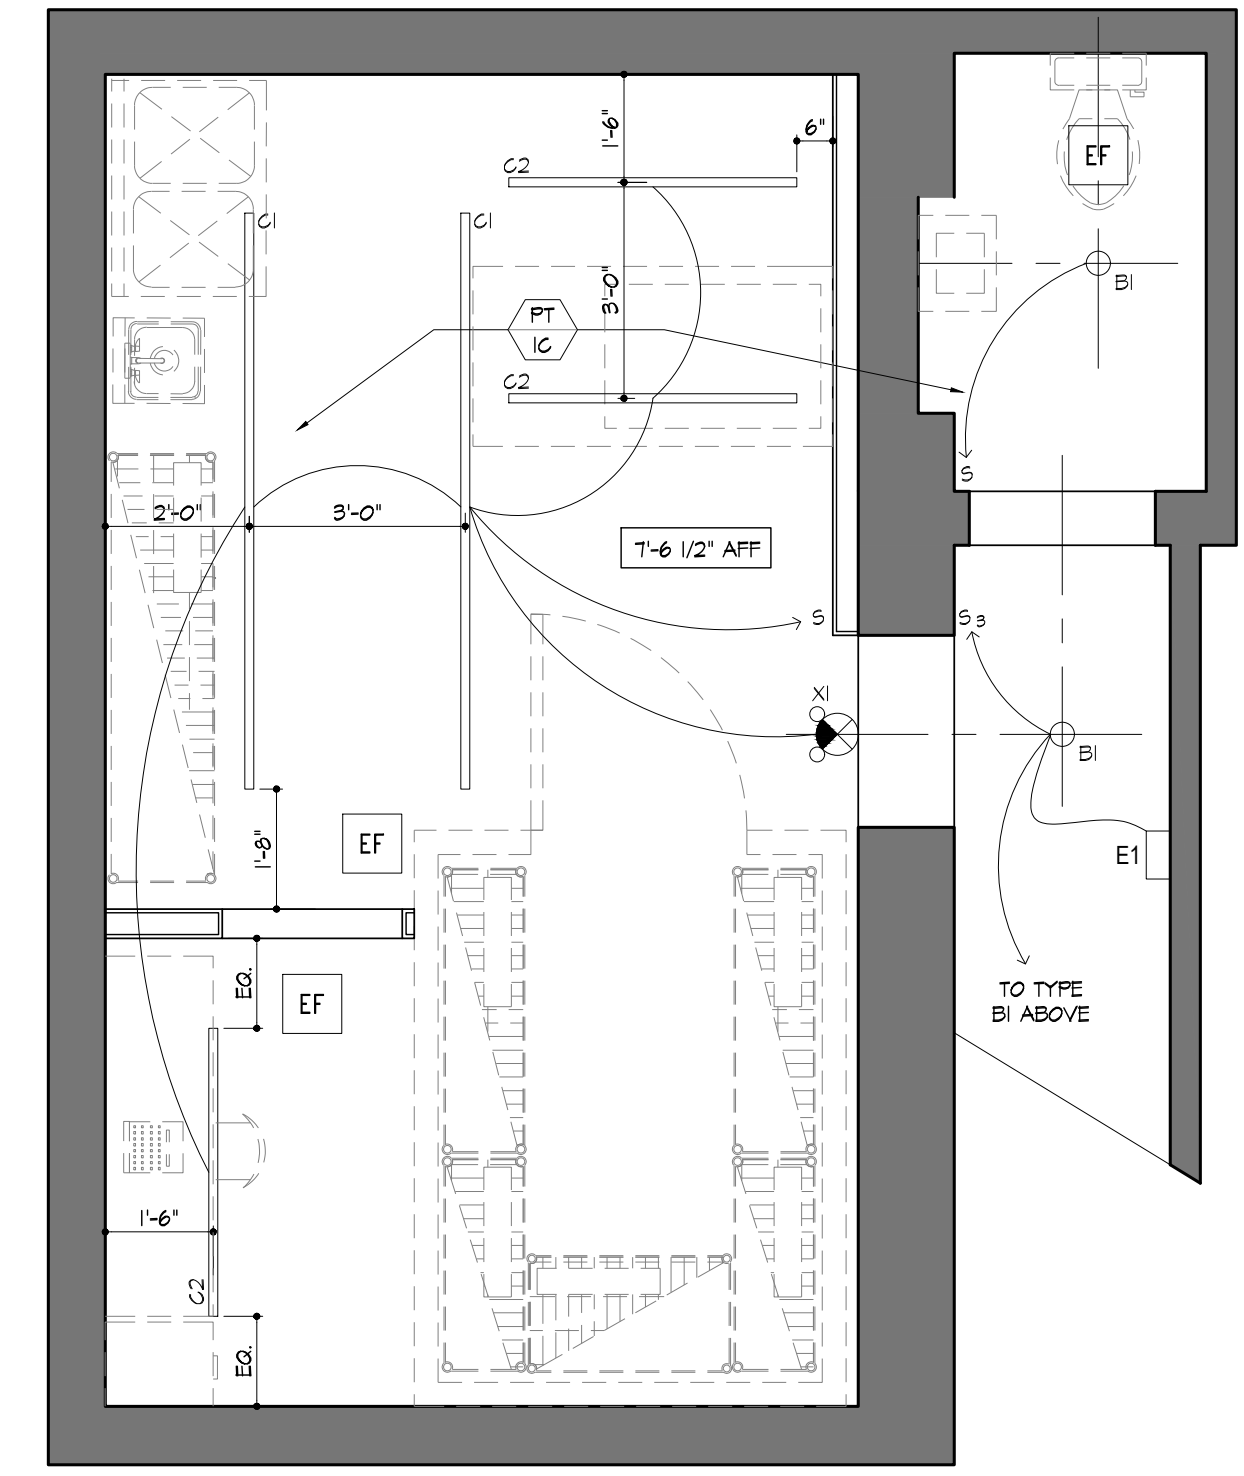 1'-6"
6"
EF
C2
C1
C1
3'-0"
B1
PT
1C
C2
S
2'-0"
3'-0"
7'-6 1/2" AFF
S
S3
X1
B1
1'-8"
EF
E1
EQ.
EF
TO TYPE
B1 ABOVE
1'-6"
C2
EQ.